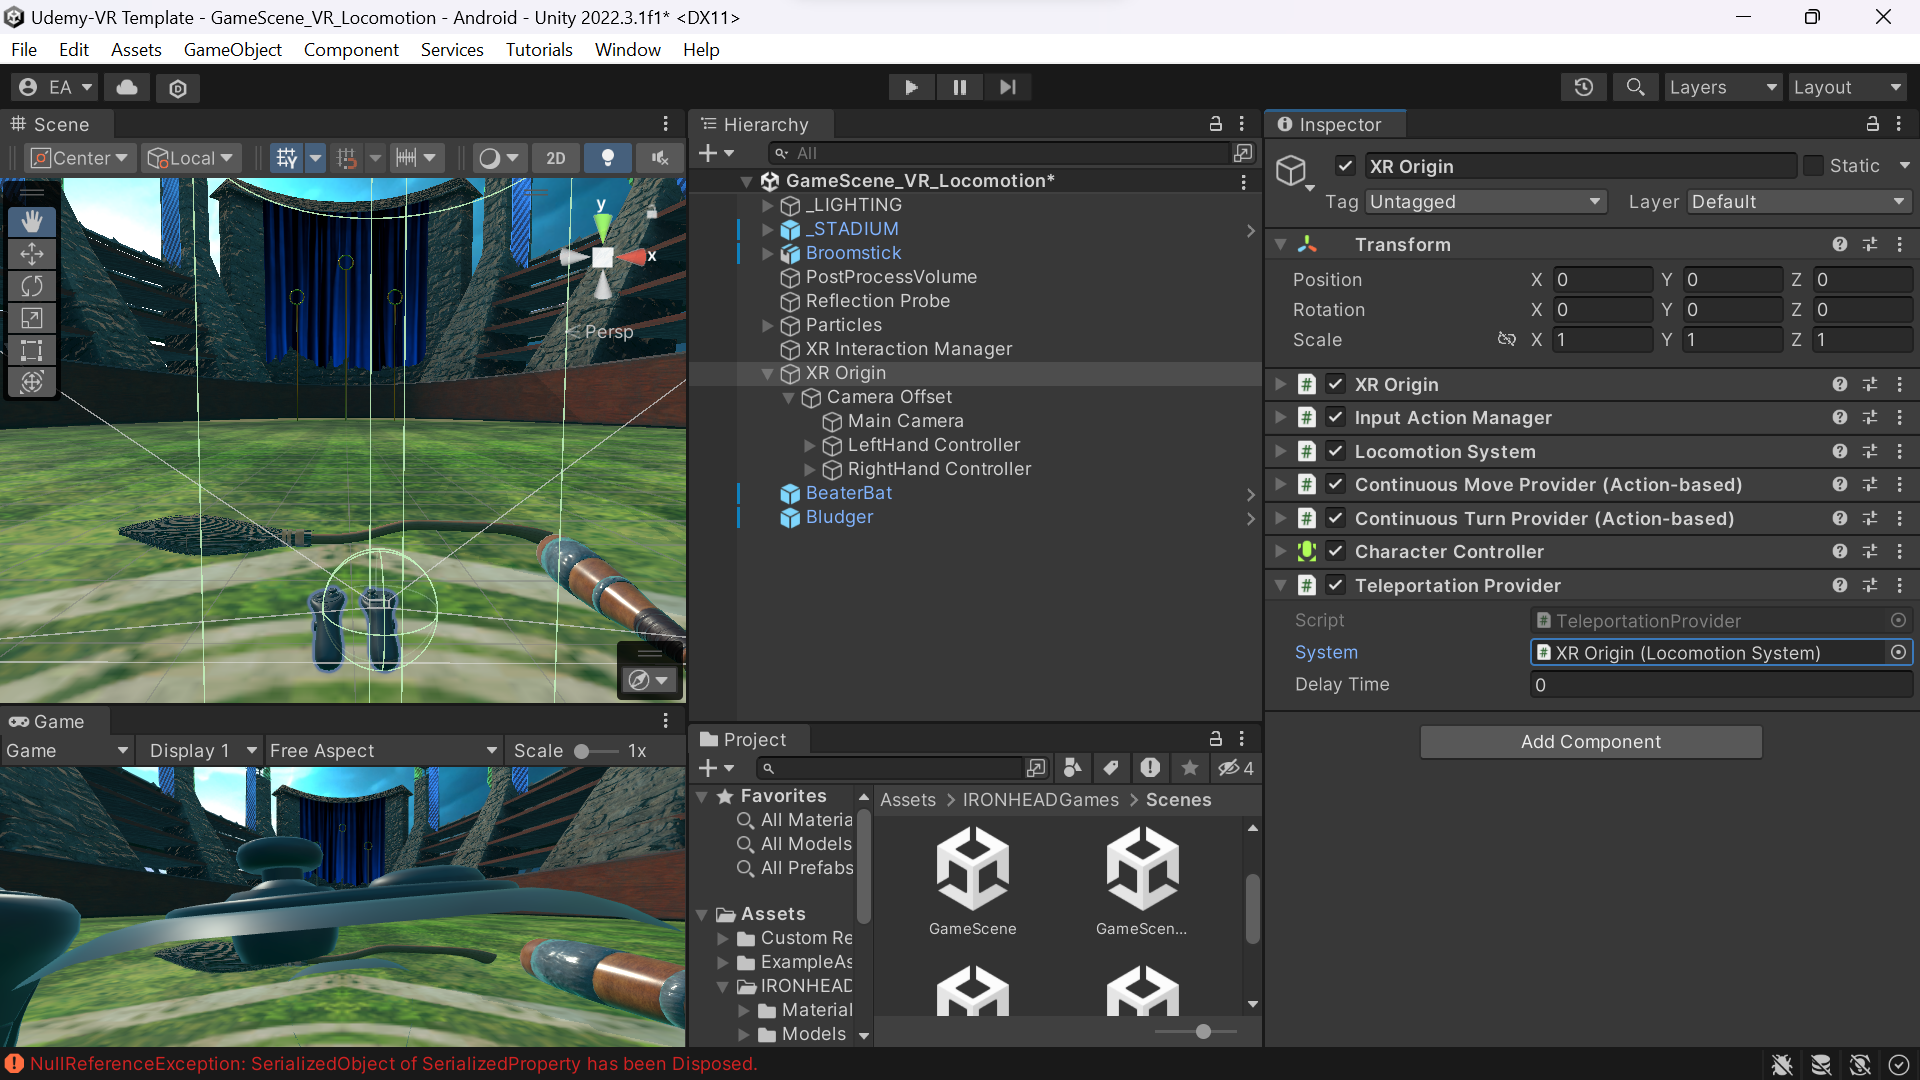 Udemy-VR Template - GameScene_VR_Locomotion - Android - Unity 2022.3.1f1* <DX11>
File Edit Assets GameObject Component Services Tutorials Window Help
EA Layers Layout
Scene
Center Local 2D
y
x
Persp
Game
Game Display 1 Free Aspect Scale 1x
Hierarchy
All
GameScene_VR_Locomotion*
_LIGHTING
_STADIUM
Broomstick
PostProcessVolume
Reflection Probe
Particles
XR Interaction Manager
XR Origin
Camera Offset
Main Camera
LeftHand Controller
RightHand Controller
BeaterBat
Bludger
Project
4
Favorites
All Materia
All Models
All Prefabs
Assets
Custom Re
ExampleAs
IRONHEAD
Material
Models
Assets > IRONHEADGames > Scenes
GameScene GameScen...
Inspector
XR Origin Static
Tag Untagged Layer Default
Transform
Position X 0 Y 0 Z 0
Rotation X 0 Y 0 Z 0
Scale X 1 Y 1 Z 1
XR Origin
Input Action Manager
Locomotion System
Continuous Move Provider (Action-based)
Continuous Turn Provider (Action-based)
Character Controller
Teleportation Provider
Script TeleportationProvider
System XR Origin (Locomotion System)
Delay Time 0
Add Component
NullReferenceException: SerializedObject of SerializedProperty has been Disposed.